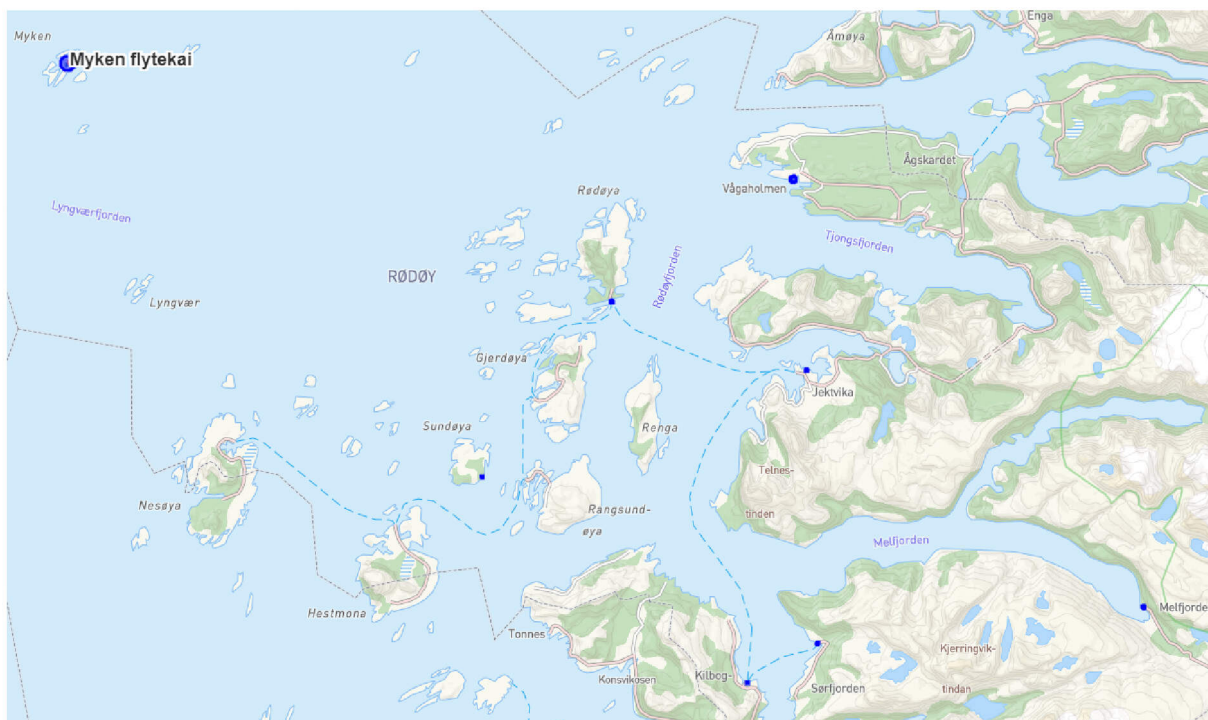 Myken
Myken flytekai
Åmøya
Enga
Ågskardet
Vågaholmen
Rødøya
Lyngværfjorden
Tjongsfjorden
Rødøyfjorden
RØDØY
Lyngvær
Gjerdøya
Jektvika
Sundøya
Renga
Telnes-
tinden
Nesøya
Rangsund-
øya
Melfjorden
Hestmona
Tonnes
Melfjorde
Kjerringvik-
tindan
Konsvikosen
Kilbog-
Sørfjorden